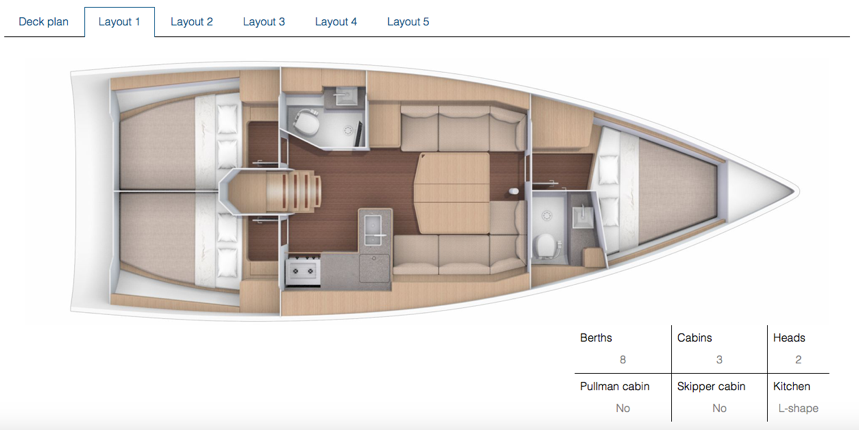 Deck plan Layout 1 Layout 2 Layout 3 Layout 4 Layout 5
Berths Cabins Heads
8 3 2
Pullman cabin Skipper cabin Kitchen
No No L-shape